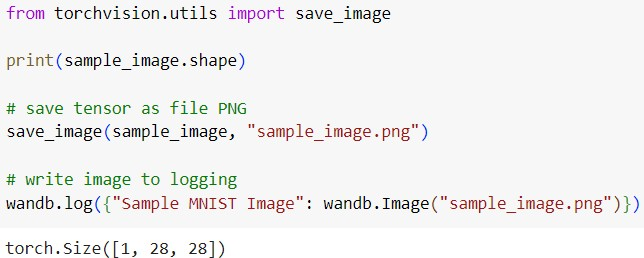 from torchvision.utils import save_image
print(sample_image.shape)
# save tensor as file PNG
save_image(sample_image, "sample_image.png")
# write image to logging
wandb.log({"Sample MNIST Image": wandb.Image("sample_image.png")})
torch.Size([1, 28, 28])